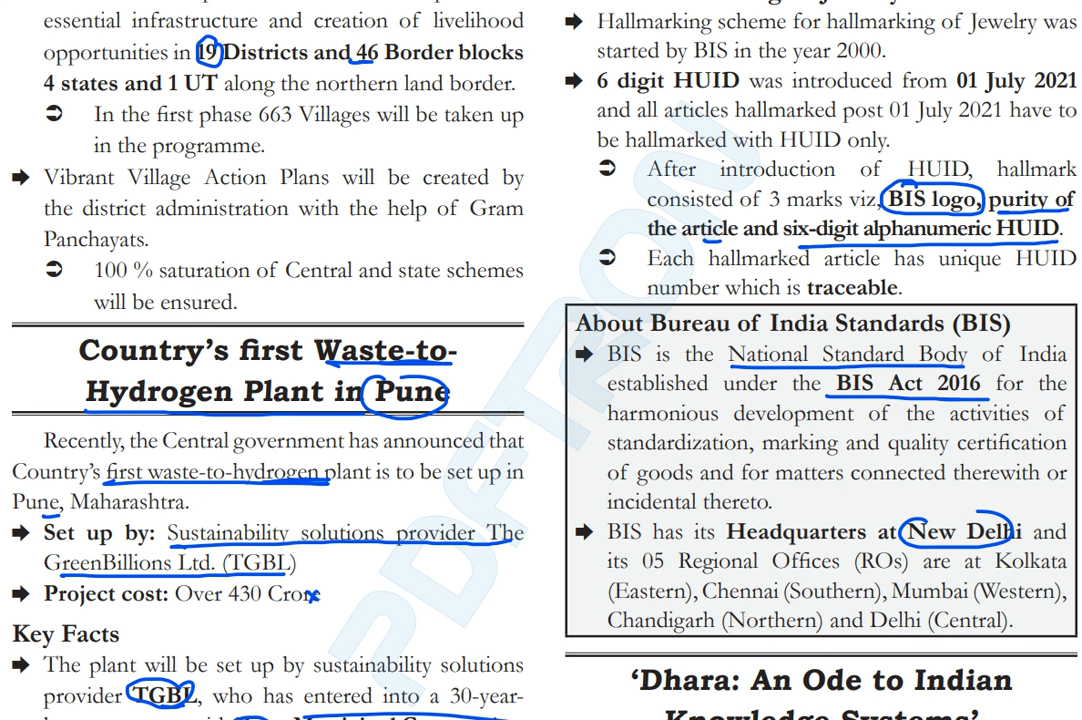 essential infrastructure and creation of livelihood
opportunities in 19 Districts and 46 Border blocks
4 states and 1 UT along the northern land border.
➲ In the first phase 663 Villages will be taken up
in the programme.
➔ Vibrant Village Action Plans will be created by
the district administration with the help of Gram
Panchayats.
➲ 100 % saturation of Central and state schemes
will be ensured.
Country's first Waste-to-
Hydrogen Plant in Pune
Recently, the Central government has announced that
Country's first waste-to-hydrogen plant is to be set up in
Pune, Maharashtra.
➔ Set up by: Sustainability solutions provider The
GreenBillions Ltd. (TGBL)
➔ Project cost: Over 430 Crore
Key Facts
➔ The plant will be set up by sustainability solutions
provider TGBL, who has entered into a 30-year-
➔ Hallmarking scheme for hallmarking of Jewelry was
started by BIS in the year 2000.
➔ 6 digit HUID was introduced from 01 July 2021
and all articles hallmarked post 01 July 2021 have to
be hallmarked with HUID only.
➲ After introduction of HUID, hallmark
consisted of 3 marks viz, BIS logo, purity of
the article and six-digit alphanumeric HUID.
➲ Each hallmarked article has unique HUID
number which is traceable.
About Bureau of India Standards (BIS)
➔ BIS is the National Standard Body of India
established under the BIS Act 2016 for the
harmonious development of the activities of
standardization, marking and quality certification
of goods and for matters connected therewith or
incidental thereto.
➔ BIS has its Headquarters at New Delhi and
its 05 Regional Offices (ROs) are at Kolkata
(Eastern), Chennai (Southern), Mumbai (Western),
Chandigarh (Northern) and Delhi (Central).
'Dhara: An Ode to Indian
Knowledge Systems'
PDFTRON